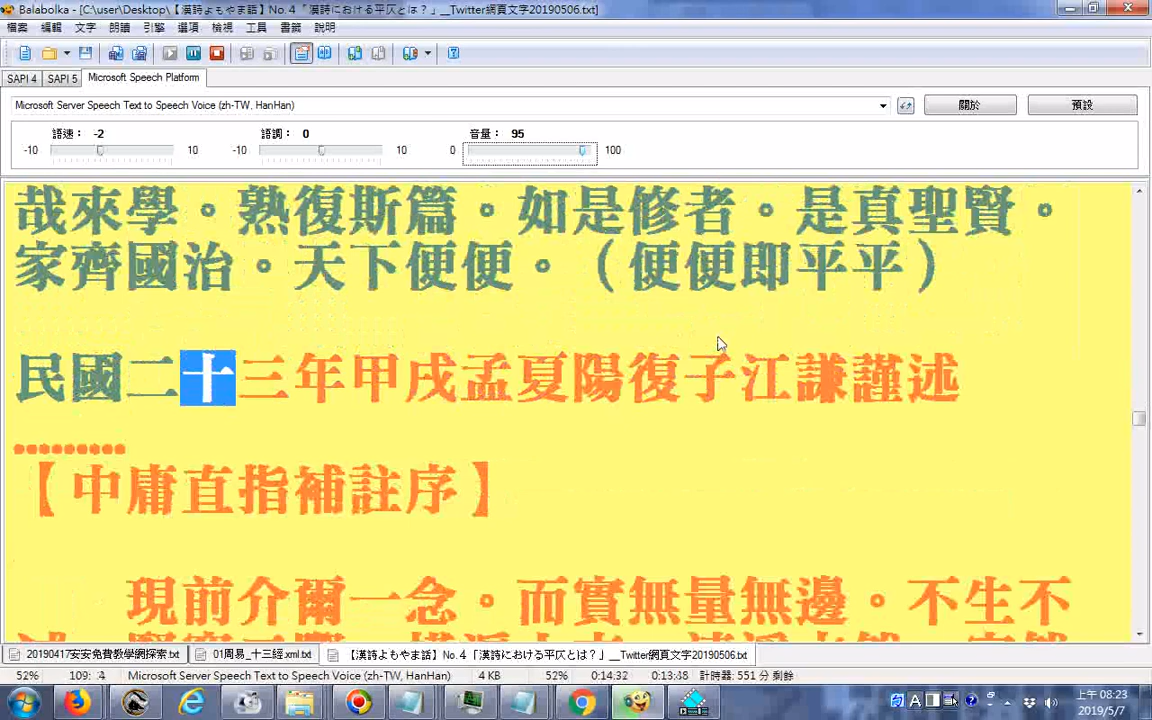 Balabolka - [C:\user\Desktop\【漢詩よもやま話】No.４「漢詩における平仄とは？」__Twitter網頁文字20190506.txt]
檔案 編輯 文字 朗讀 引擎 選項 檢視 工具 書籤 說明
SAPI 4 SAPI 5 Microsoft Speech Platform
Microsoft Server Speech Text to Speech Voice (zh-TW, HanHan) 關於 預設
語速： -2 語調： 0 音量： 95
-10 10 -10 10 0 100
哉來學。熟復斯篇。如是修者。是真聖賢。
家齊國治。天下便便。（便便即平平）
民國二十三年甲戌孟夏陽復子江謙謹述
【中庸直指補註序】
現前介爾一念。而實無量無邊。不生不
20190417安安免費教學網探索.txt 01周易_十三經.xml.txt 【漢詩よもやま話】No.４「漢詩における平仄とは？」__Twitter網頁文字20190506.txt
52% 109: 4 Microsoft Server Speech Text to Speech Voice (zh-TW, HanHan) 4 KB 52% 0:14:32 0:13:48 計時器: 551 分 剩餘
上午 08:23
2019/5/7